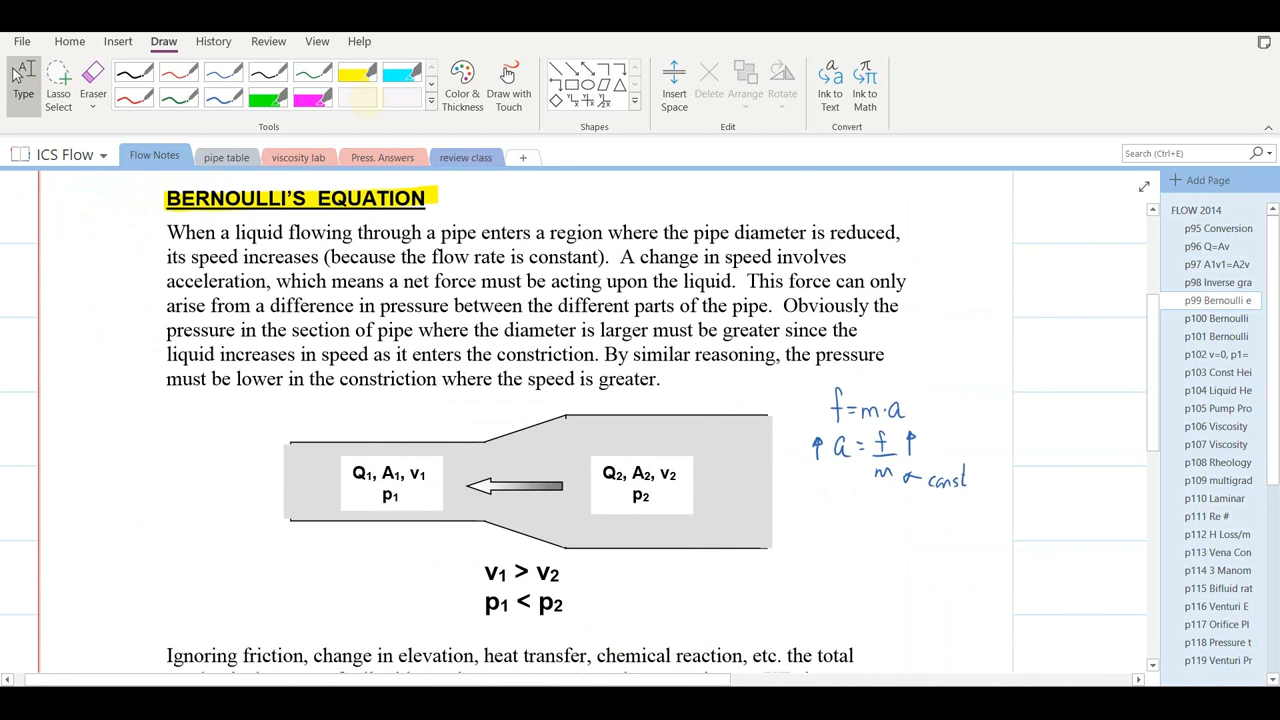 File Home Insert Draw History Review View Help
Type
Lasso Select
Eraser
Color & Thickness
Draw with Touch
Insert Space
Delete
Arrange
Rotate
Ink to Text
Ink to Math
Tools
Shapes
Edit
Convert
ICS Flow
Flow Notes pipe table viscosity lab Press. Answers review class
Search (Ctrl+E)
Add Page
BERNOULLI'S EQUATION
When a liquid flowing through a pipe enters a region where the pipe diameter is reduced,
its speed increases (because the flow rate is constant). A change in speed involves
acceleration, which means a net force must be acting upon the liquid. This force can only
arise from a difference in pressure between the different parts of the pipe. Obviously the
pressure in the section of pipe where the diameter is larger must be greater since the
liquid increases in speed as it enters the constriction. By similar reasoning, the pressure
must be lower in the constriction where the speed is greater.
f = m·a
↑ a = f ↑
m ← const
Q₁, A₁, v₁
p₁
Q₂, A₂, v₂
p₂
v₁ > v₂
p₁ < p₂
Ignoring friction, change in elevation, heat transfer, chemical reaction, etc. the total
FLOW 2014
p95 Conversion
p96 Q=Av
p97 A1v1=A2v
p98 Inverse gra
p99 Bernoulli e
p100 Bernoulli
p101 Bernoulli
p102 v=0, p1=
p103 Const Hei
p104 Liquid He
p105 Pump Pro
p106 Viscosity
p107 Viscosity
p108 Rheology
p109 multigrad
p110 Laminar
p111 Re #
p112 H Loss/m
p113 Vena Con
p114 3 Manom
p115 Bifluid rat
p116 Venturi E
p117 Orifice Pl
p118 Pressure t
p119 Venturi Pr